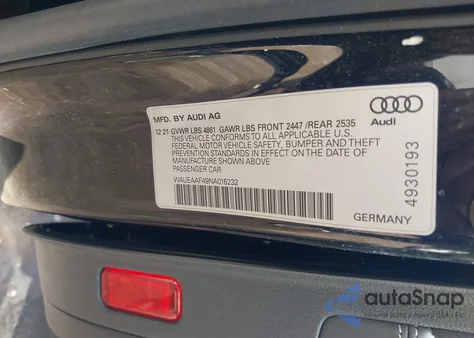 MFD. BY AUDI AG
12 21 GVWR LBS 4861 GAWR LBS FRONT 2447 /REAR 2535
THIS VEHICLE CONFORMS TO ALL APPLICABLE U.S.
FEDERAL MOTOR VEHICLE SAFETY, BUMPER AND THEFT
PREVENTION STANDARDS IN EFFECT ON THE DATE OF
MANUFACTURE SHOWN ABOVE
PASSENGER CAR
WAUEAAF49NA016232
Audi
4930193
GERMANY
autoSnap